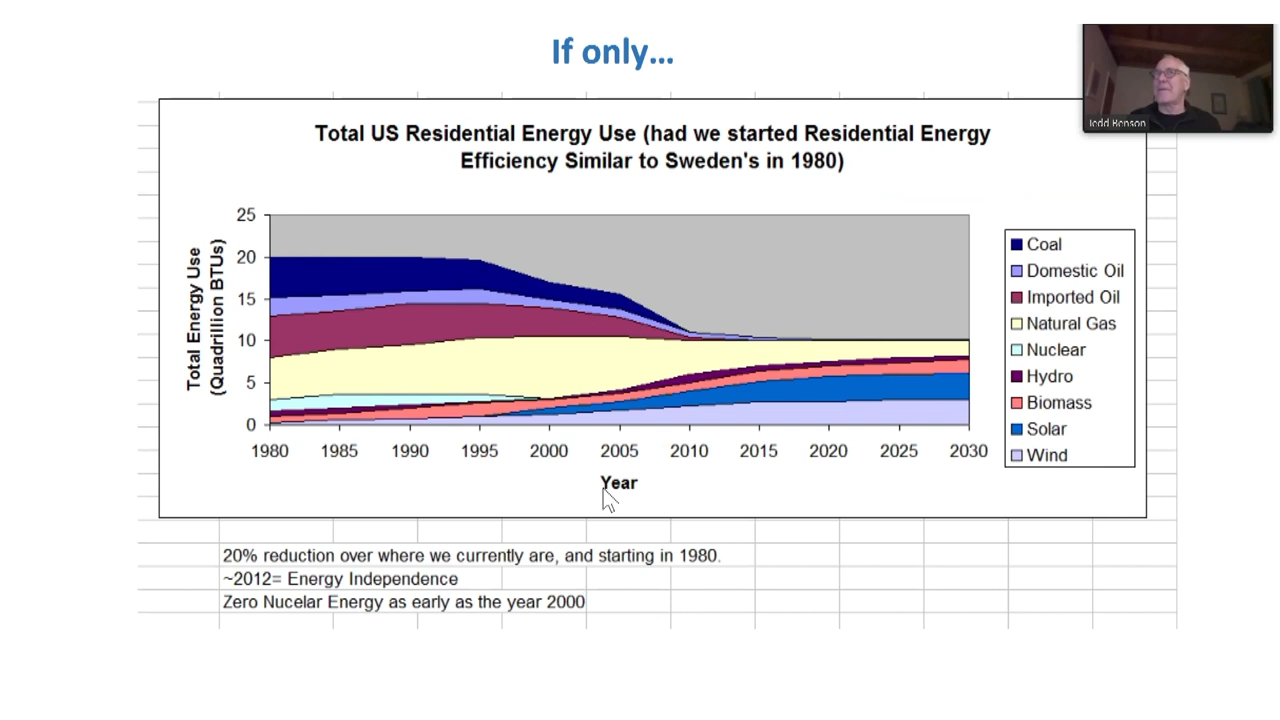 If only...
Tedd Benson
Total US Residential Energy Use (had we started Residential Energy
Efficiency Similar to Sweden's in 1980)
Total Energy Use
(Quadrillion BTUs)
25
20
15
10
5
0
1980 1985 1990 1995 2000 2005 2010 2015 2020 2025 2030
Year
Coal
Domestic Oil
Imported Oil
Natural Gas
Nuclear
Hydro
Biomass
Solar
Wind
20% reduction over where we currently are, and starting in 1980.
~2012= Energy Independence
Zero Nucelar Energy as early as the year 2000